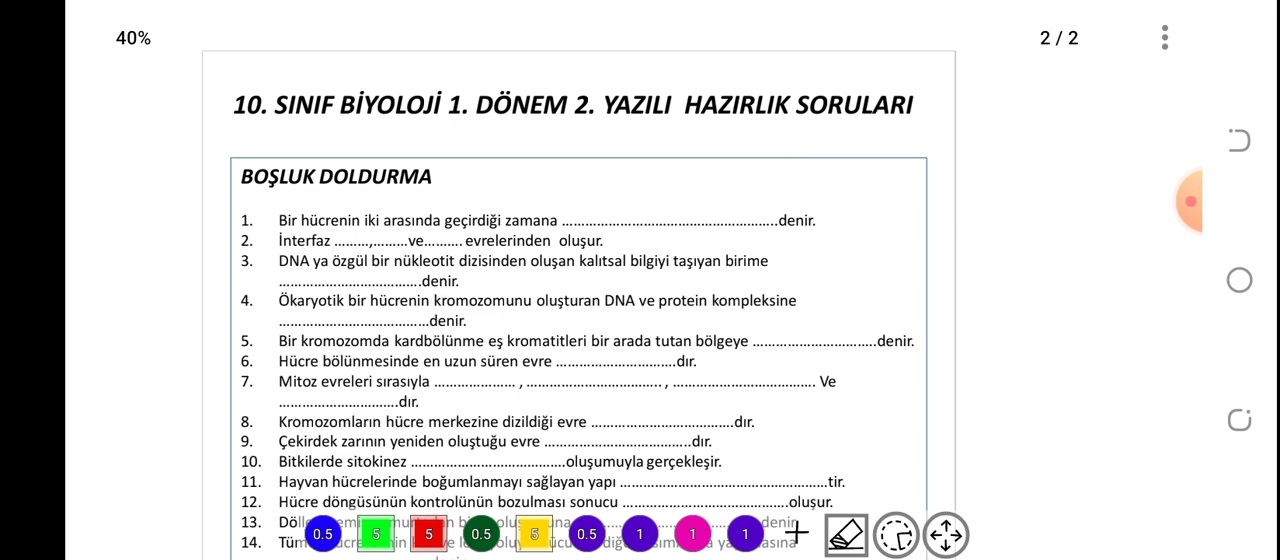 40%
2 / 2
10. SINIF BİYOLOJİ 1. DÖNEM 2. YAZILI HAZIRLIK SORULARI
BOŞLUK DOLDURMA
1. Bir hücrenin iki arasında geçirdiği zamana ……………………………………………….denir.
2. İnterfaz ………,………ve………. evrelerinden oluşur.
3. DNA ya özgül bir nükleotit dizisinden oluşan kalıtsal bilgiyi taşıyan birime
……………………………….denir.
4. Ökaryotik bir hücrenin kromozomunu oluşturan DNA ve protein kompleksine
…………………………………denir.
5. Bir kromozomda kardbölünme eş kromatitleri bir arada tutan bölgeye …………………………..denir.
6. Hücre bölünmesinde en uzun süren evre ………………………….dır.
7. Mitoz evreleri sırasıyla ………………… , …………………………….. , ………………………………. Ve
………………………….dır.
8. Kromozomların hücre merkezine dizildiği evre ……………………………….dır.
9. Çekirdek zarının yeniden oluştuğu evre ………………………………..dır.
10. Bitkilerde sitokinez ………………………………….oluşumuyla gerçekleşir.
11. Hayvan hücrelerinde boğumlanmayı sağlayan yapı ………………………………………………tir.
12. Hücre döngüsünün kontrolünün bozulması sonucu …………………………………….oluşur.
13. denir
14.
0.5 5 5 0.5 5 0.5 1 1 1 +